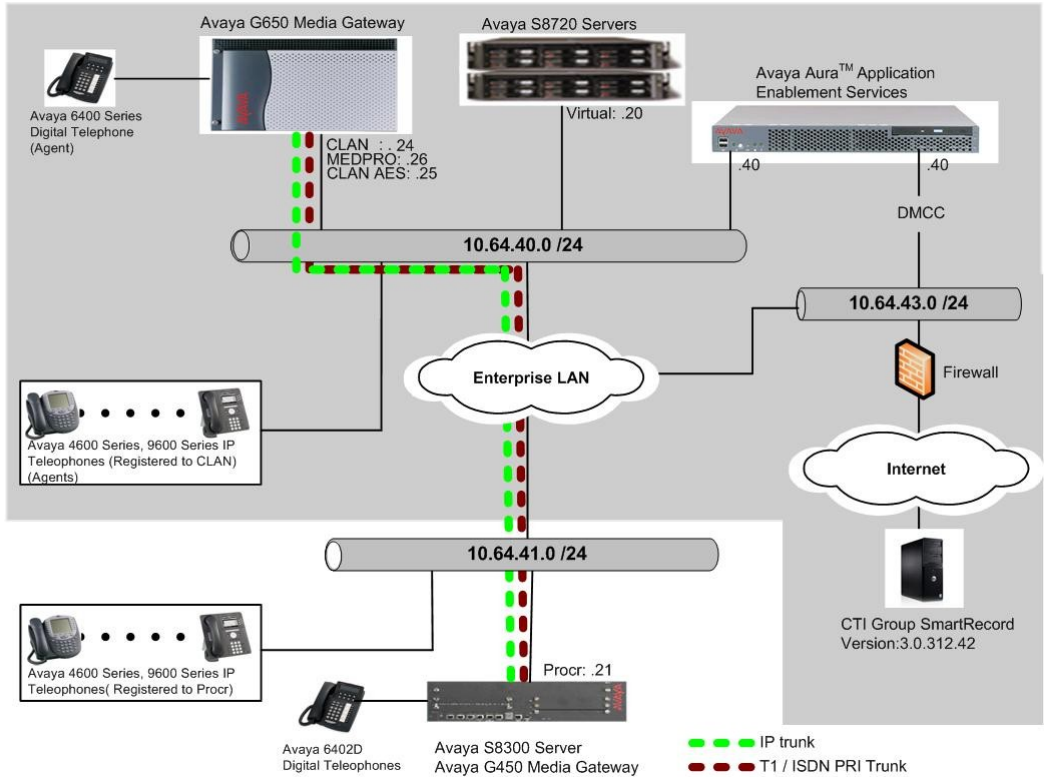 Avaya G650 Media Gateway
Avaya S8720 Servers
Avaya Aura™ Application
Enablement Services
Avaya 6400 Series
Digital Telephone
(Agent)
Virtual: .20
CLAN : . 24
MEDPRO: .26
CLAN AES: .25
.40
.40
DMCC
10.64.40.0 /24
10.64.43.0 /24
Enterprise LAN
Firewall
Avaya 4600 Series, 9600 Series IP
Teleophones (Registered to CLAN)
(Agents)
Internet
10.64.41.0 /24
CTI Group SmartRecord
Version:3.0.312.42
Avaya 4600 Series, 9600 Series IP
Teleophones( Registered to Procr)
Procr: .21
Avaya 6402D
Digital Teleophones
Avaya S8300 Server
Avaya G450 Media Gateway
IP trunk
T1 / ISDN PRI Trunk